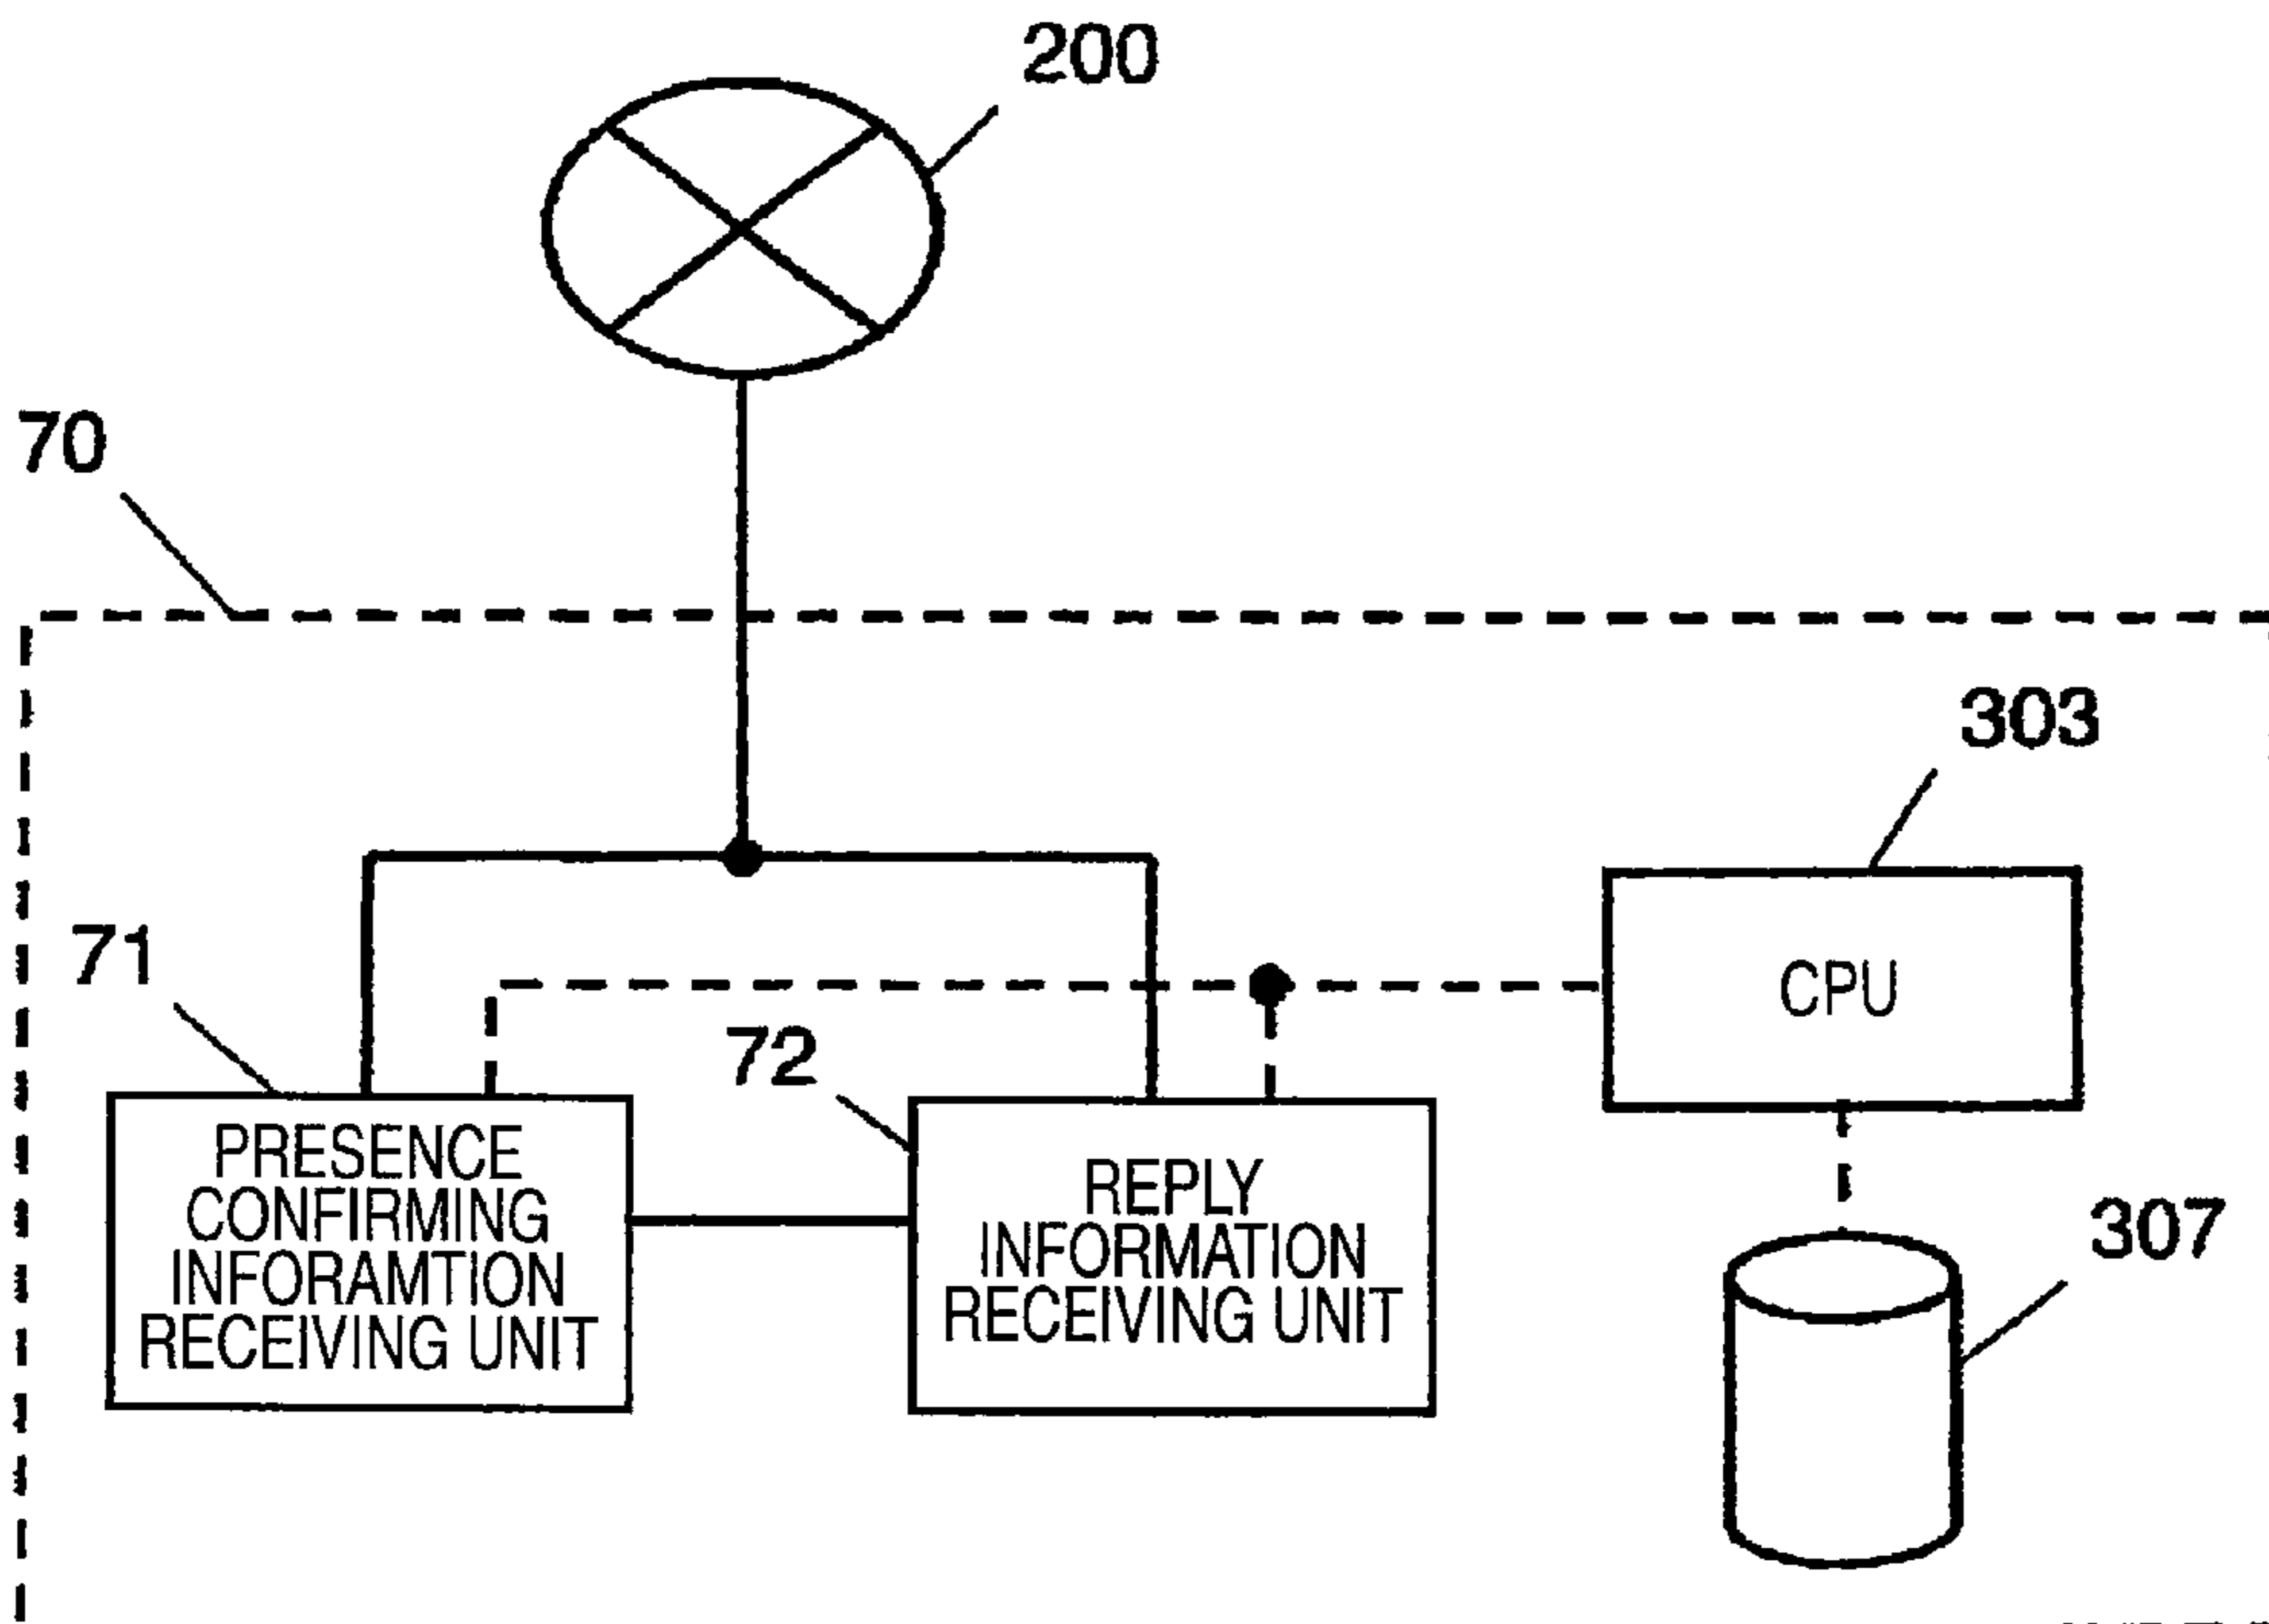 200
70
303
71
CPU
72
PRESENCE
CONFIRMING
INFORAMTION
RECEIVING UNIT
REPLY
INFORMATION
RECEIVING UNIT
307